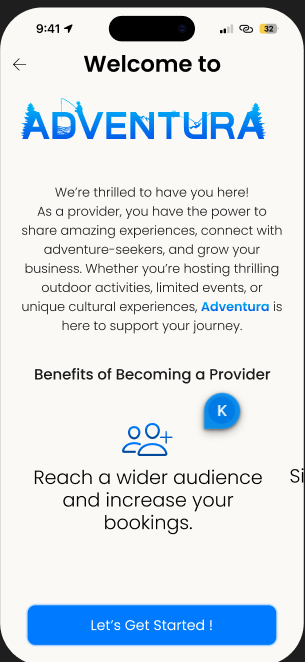 9:41
32
Welcome to
ADVENTURA
We’re thrilled to have you here!
As a provider, you have the power to
share amazing experiences, connect with
adventure-seekers, and grow your
business. Whether you’re hosting thrilling
outdoor activities, limited events, or
unique cultural experiences, Adventura is
here to support your journey.
Benefits of Becoming a Provider
K
Reach a wider audience
and increase your
bookings.
Si
Let’s Get Started !